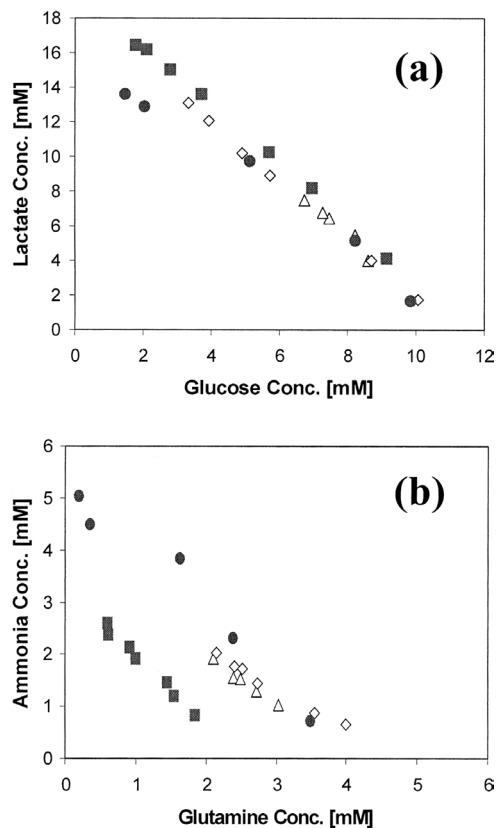 (a)
Lactate Conc. [mM]
18
16
14
12
10
8
6
4
2
0
0 2 4 6 8 10 12
Glucose Conc. [mM]
(b)
Ammonia Conc. [mM]
6
5
4
3
2
1
0
0 1 2 3 4 5 6
Glutamine Conc. [mM]